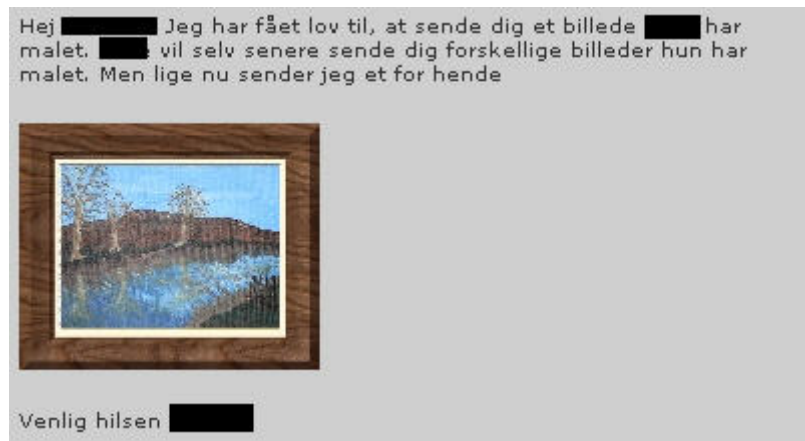 Hej Jeg har fået lov til, at sende dig et billede har
malet. vil selv senere sende dig forskellige billeder hun har
malet. Men lige nu sender jeg et for hende
Venlig hilsen